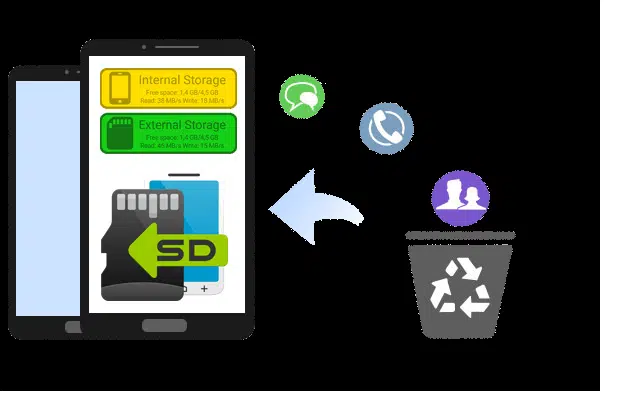 Internal Storage
Free space: 1,4 GB/4,5 GB
Read: 38 MB/s Write: 18 MB/s
External Storage
Free space: 1,4 GB/4,5 GB
Read: 46 MB/s Write: 15 MB/s
SD